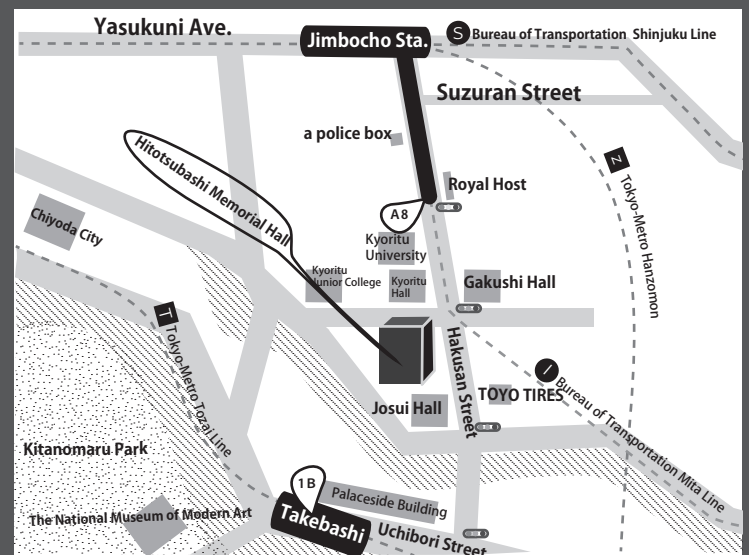 Yasukuni Ave.
Jimbocho Sta.
S
Bureau of Transportation Shinjuku Line
Suzuran Street
a police box
Z
Royal Host
Tokyo-Metro Hanzomon
Hitotsubashi Memorial Hall
A8
Chiyoda City
Kyoritu
University
Kyoritu
Junior College
Kyoritu
Hall
Gakushi Hall
T
Tokyo-Metro Tozai Line
Hakusan Street
I
Bureau of Transportation Mita Line
TOYO TIRES
Josui Hall
Kitanomaru Park
1B
Palaceside Building
The National Museum of Modern Art
Takebashi
Uchibori Street